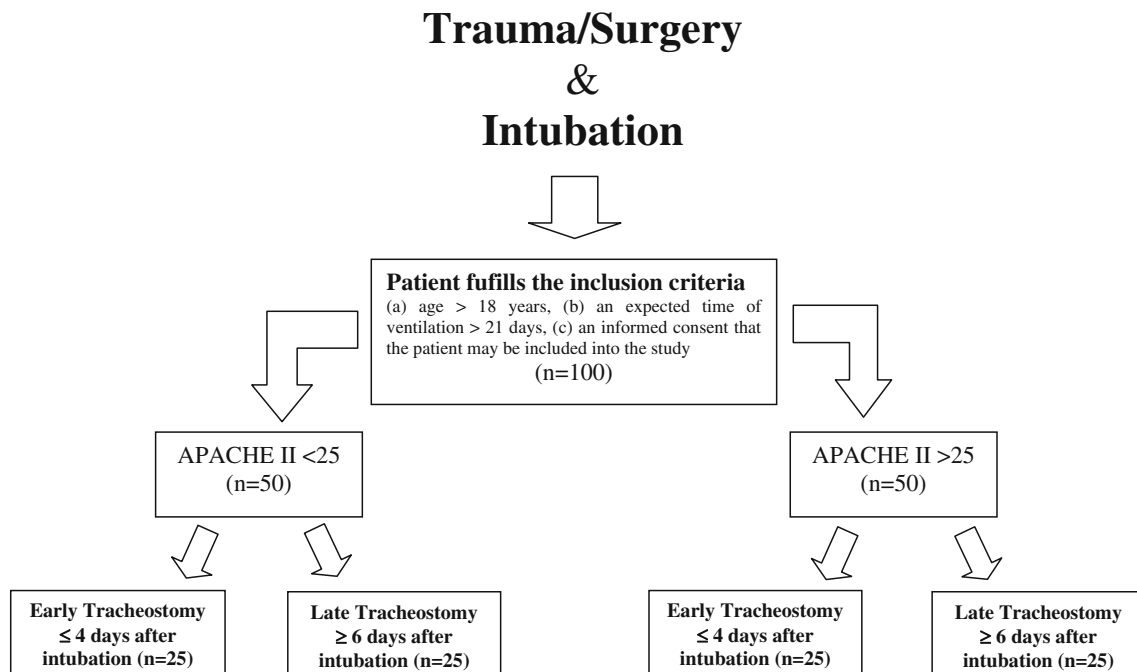 Trauma/Surgery
&
Intubation
Patient fufills the inclusion criteria
(a) age > 18 years, (b) an expected time of
ventilation > 21 days, (c) an informed consent that
the patient may be included into the study
(n=100)
APACHE II <25
(n=50)
APACHE II >25
(n=50)
Early Tracheostomy
≤ 4 days after
intubation (n=25)
Late Tracheostomy
≥ 6 days after
intubation (n=25)
Early Tracheostomy
≤ 4 days after
intubation (n=25)
Late Tracheostomy
≥ 6 days after
intubation (n=25)